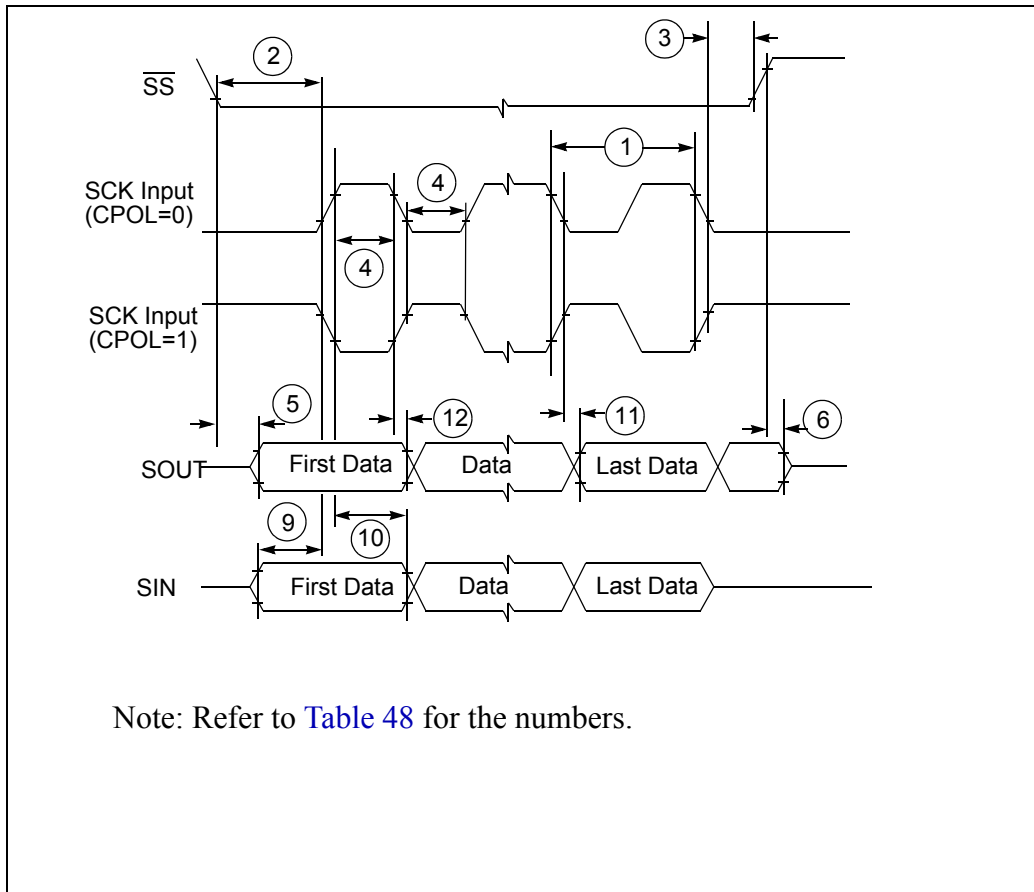 3
2
SS
1
SCK Input
(CPOL=0)
4
4
SCK Input
(CPOL=1)
5
12
11
6
SOUT
First Data
Data
Last Data
9
10
SIN
First Data
Data
Last Data
Note: Refer to Table 48 for the numbers.